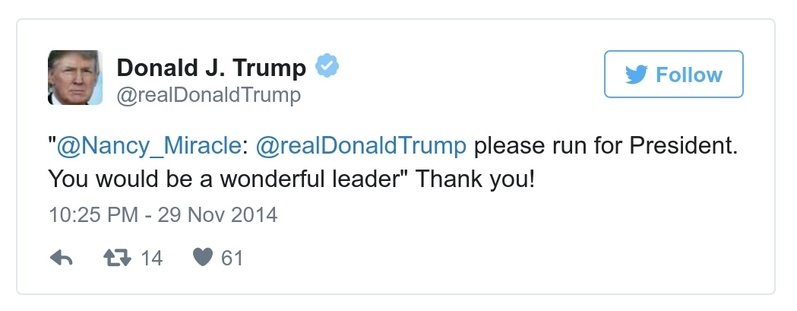 Donald J. Trump
@realDonaldTrump
Follow
"@Nancy_Miracle: @realDonaldTrump please run for President.
You would be a wonderful leader" Thank you!
10:25 PM - 29 Nov 2014
14 61